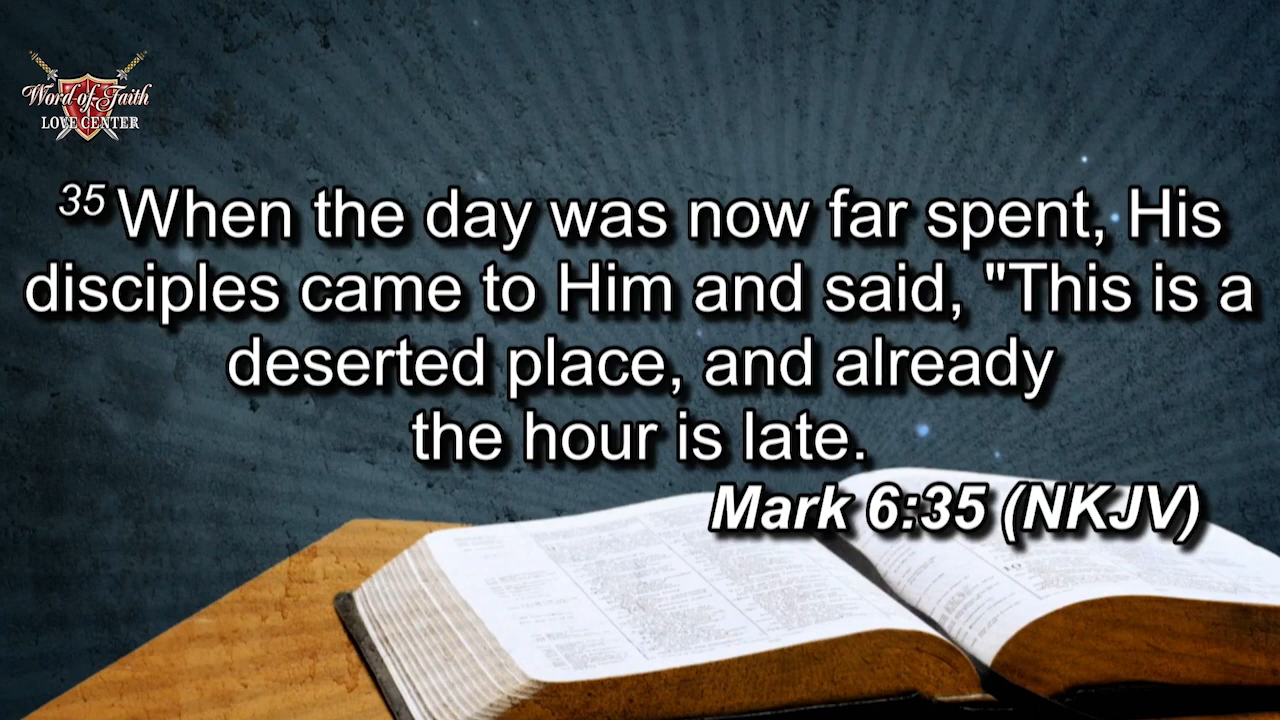 Word of Faith
LOVE CENTER
35 When the day was now far spent, His
disciples came to Him and said, "This is a
deserted place, and already
the hour is late.
Mark 6:35 (NKJV)